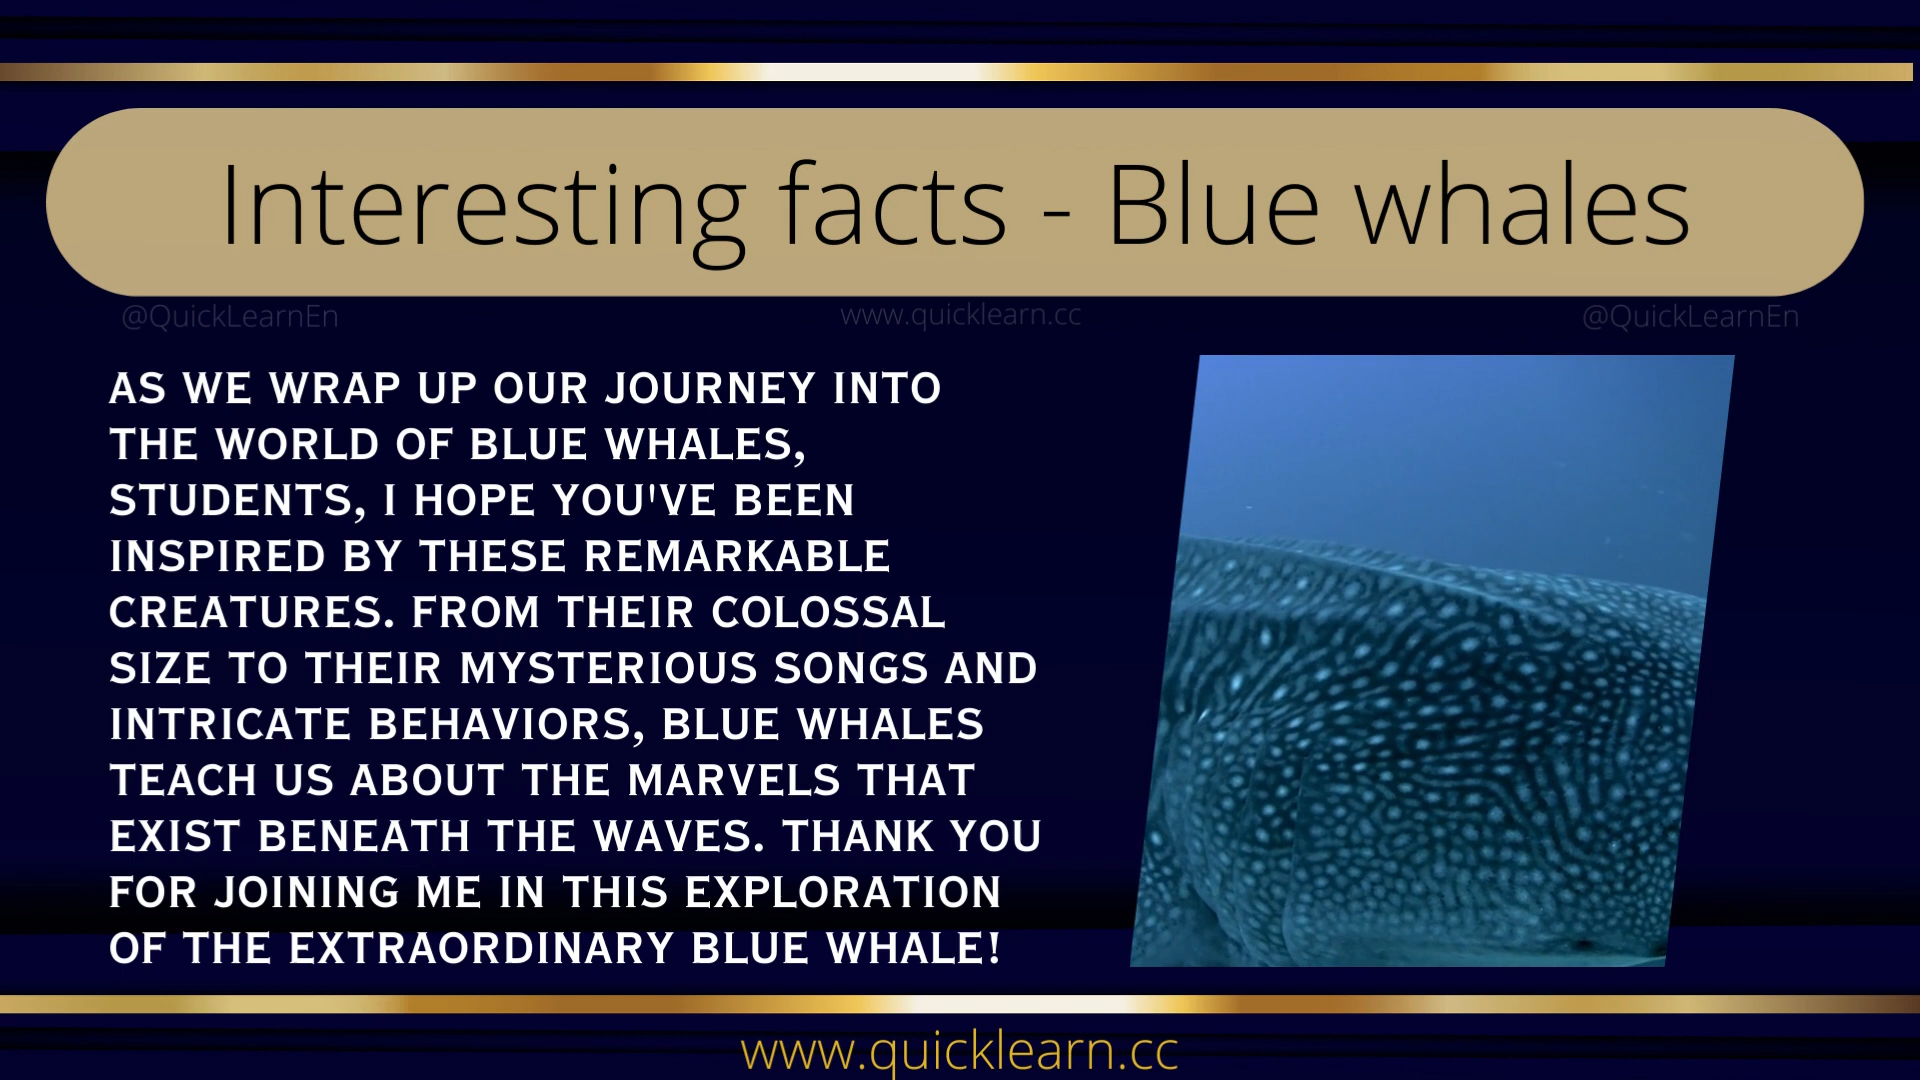 Interesting facts - Blue whales
@QuickLearnEn
www.quicklearn.cc
@QuickLearnEn
AS WE WRAP UP OUR JOURNEY INTO
THE WORLD OF BLUE WHALES,
STUDENTS, I HOPE YOU'VE BEEN
INSPIRED BY THESE REMARKABLE
CREATURES. FROM THEIR COLOSSAL
SIZE TO THEIR MYSTERIOUS SONGS AND
INTRICATE BEHAVIORS, BLUE WHALES
TEACH US ABOUT THE MARVELS THAT
EXIST BENEATH THE WAVES. THANK YOU
FOR JOINING ME IN THIS EXPLORATION
OF THE EXTRAORDINARY BLUE WHALE!
www.quicklearn.cc